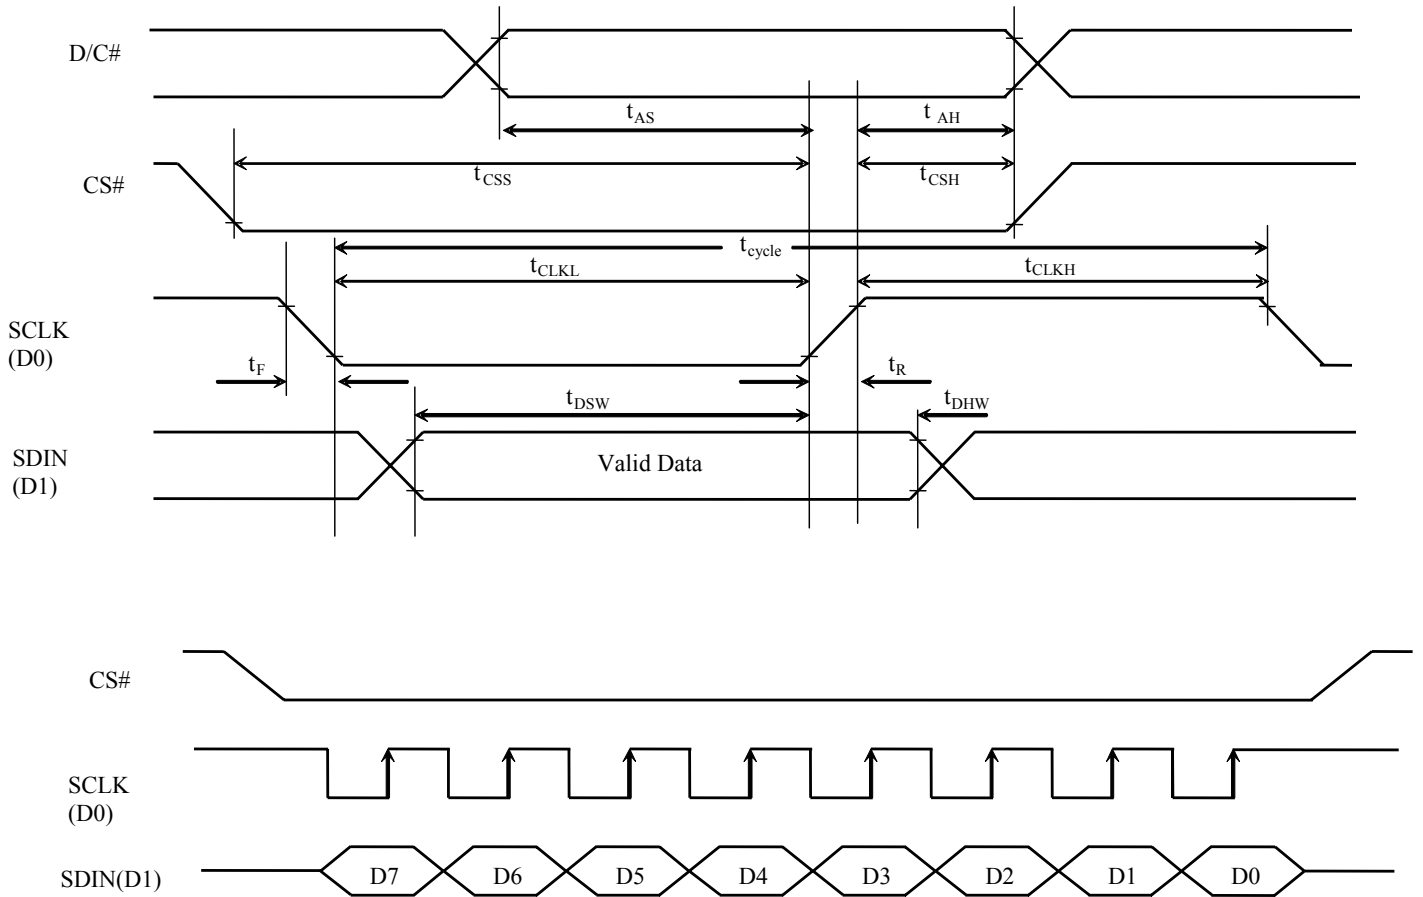 D/C#
tAS
t AH
CS#
tCSS
tCSH
tcycle
tCLKL
tCLKH
SCLK
(D0)
tF
tR
tDSW
tDHW
SDIN
(D1)
Valid Data
CS#
SCLK
(D0)
SDIN(D1)
D7 D6 D5 D4 D3 D2 D1 D0